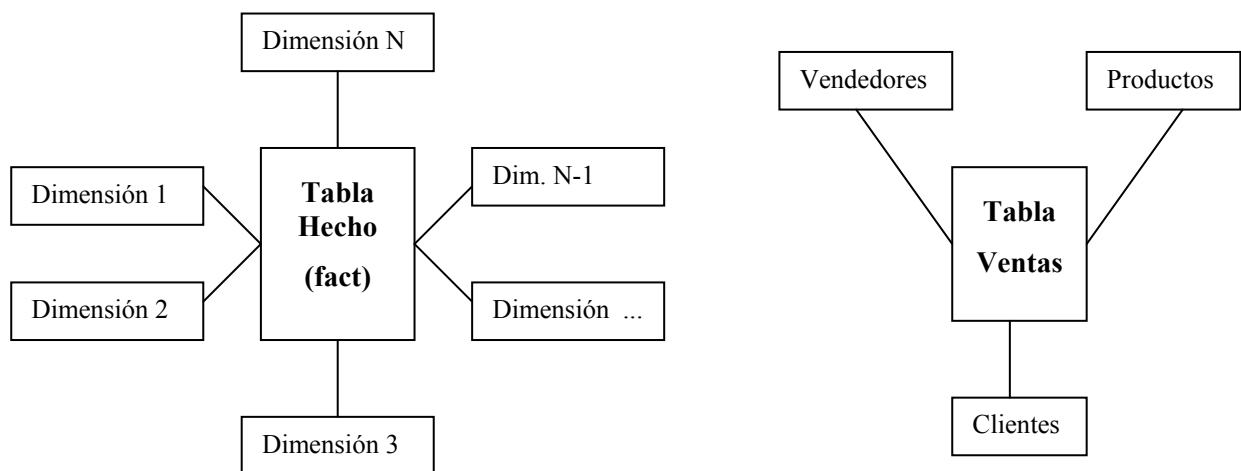 Dimensión N
Dimensión 1
Dimensión 2
Tabla
Hecho
(fact)
Dim. N-1
Dimensión ...
Dimensión 3
Vendedores
Productos
Tabla
Ventas
Clientes